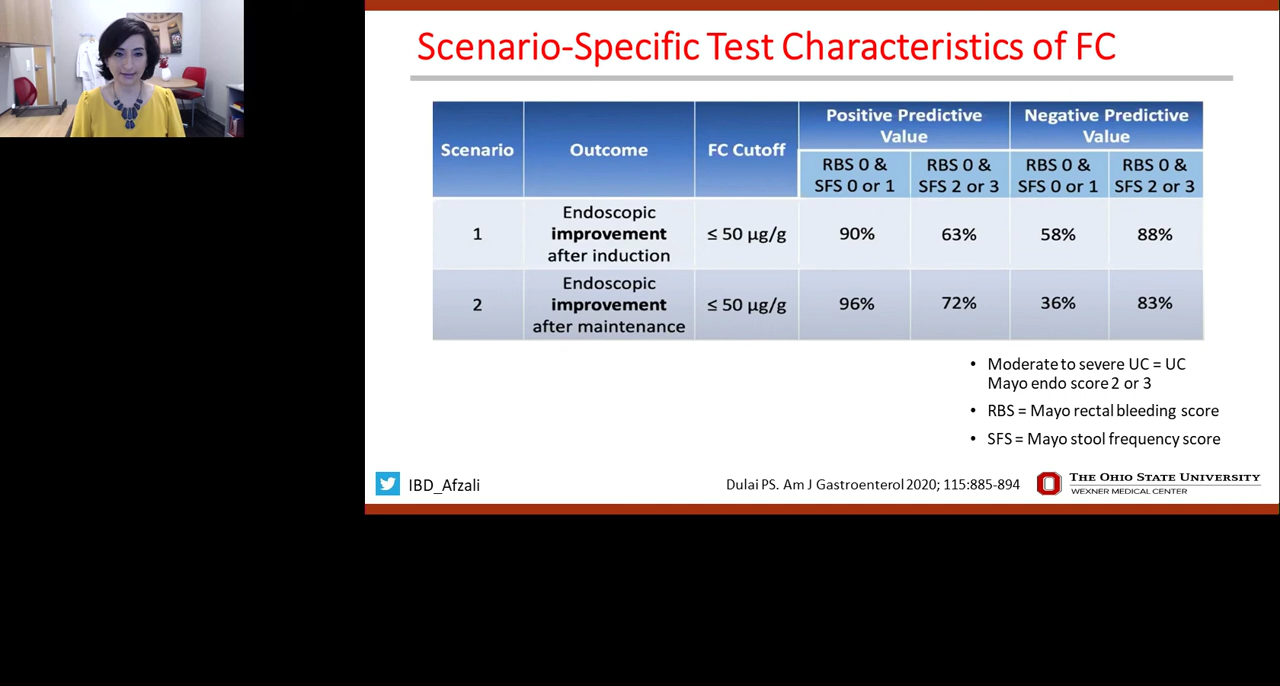 Scenario-Specific Test Characteristics of FC
Scenario
Outcome
FC Cutoff
Positive Predictive
Value
Negative Predictive
Value
RBS 0 &
SFS 0 or 1
RBS 0 &
SFS 2 or 3
RBS 0 &
SFS 0 or 1
RBS 0 &
SFS 2 or 3
1
Endoscopic
improvement
after induction
≤ 50 µg/g
90%
63%
58%
88%
2
Endoscopic
improvement
after maintenance
≤ 50 µg/g
96%
72%
36%
83%
• Moderate to severe UC = UC
Mayo endo score 2 or 3
• RBS = Mayo rectal bleeding score
• SFS = Mayo stool frequency score
IBD_Afzali
Dulai PS. Am J Gastroenterol 2020; 115:885-894
THE OHIO STATE UNIVERSITY
WEXNER MEDICAL CENTER